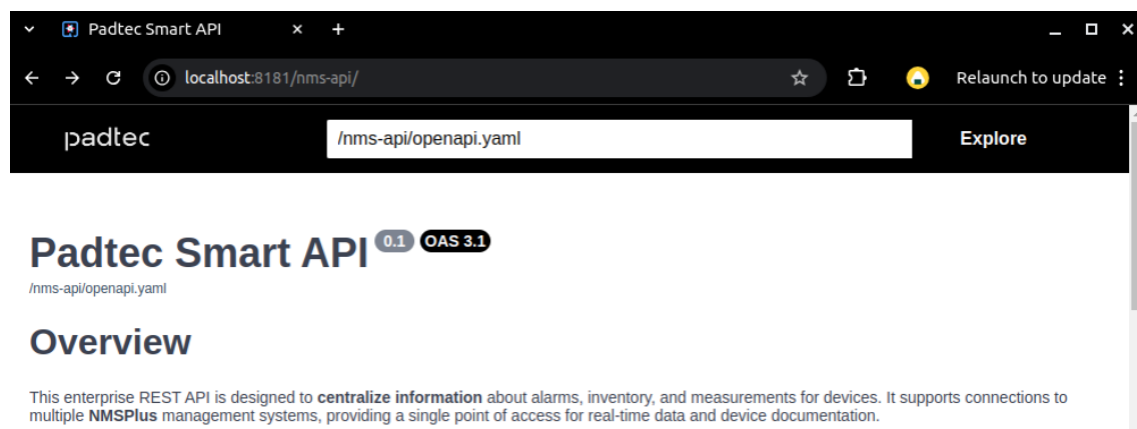 Padtec Smart API
localhost:8181/nms-api/
Relaunch to update
padtec
/nms-api/openapi.yaml
Explore
Padtec Smart API 0.1 OAS 3.1
/nms-api/openapi.yaml
Overview
This enterprise REST API is designed to centralize information about alarms, inventory, and measurements for devices. It supports connections to
multiple NMSPlus management systems, providing a single point of access for real-time data and device documentation.